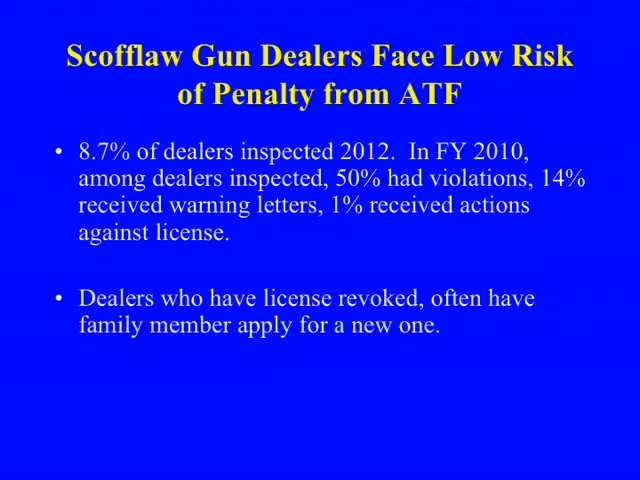 Scofflaw Gun Dealers Face Low Risk
of Penalty from ATF
• 8.7% of dealers inspected 2012.  In FY 2010,
among dealers inspected, 50% had violations, 14%
received warning letters, 1% received actions
against license.
• Dealers who have license revoked, often have
family member apply for a new one.